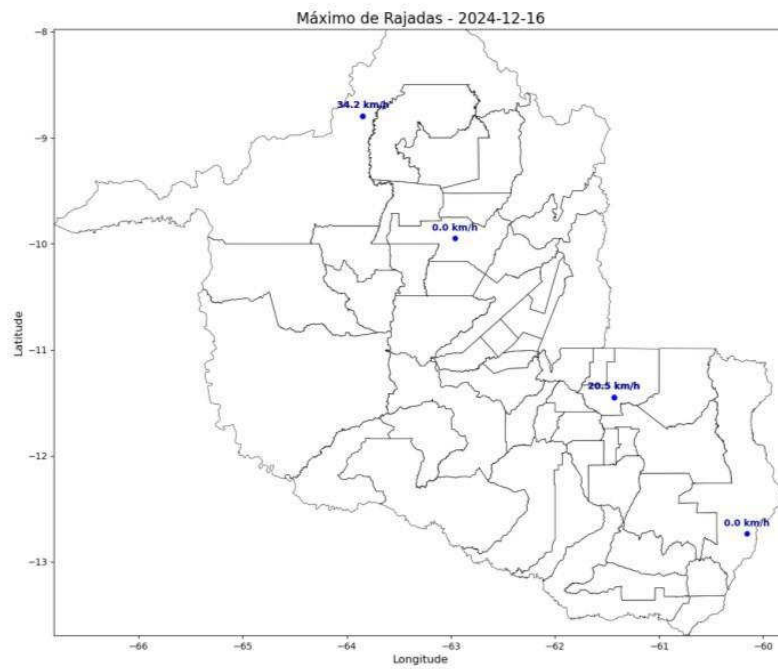 Máximo de Rajadas - 2024-12-16
−8
34.2 km/h
−9
0.0 km/h
−10
Latitude
−11
20.5 km/h
−12
0.0 km/h
−13
−66 −65 −64 −63 −62 −61 −60
Longitude